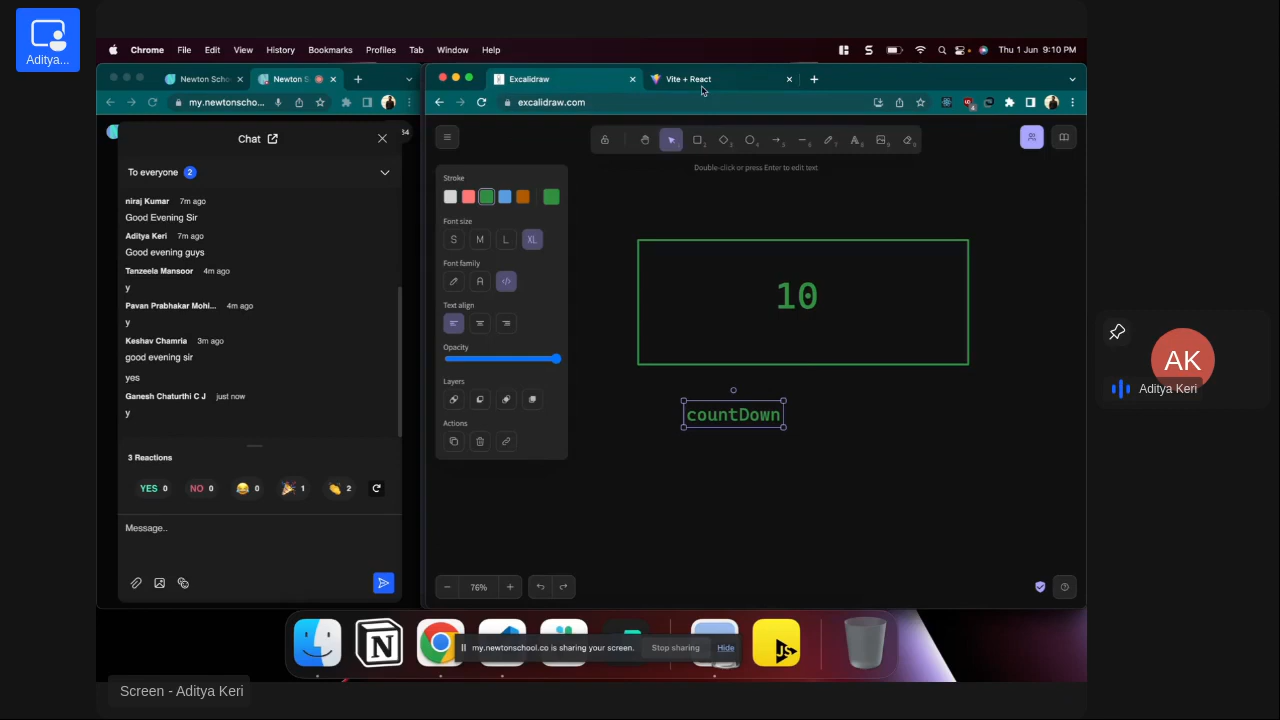 Aditya...
Chrome File Edit View History Bookmarks Profiles Tab Window Help
Thu 1 Jun 9:10 PM
Newton Scho
Newton S
Excalidraw
Vite + React
my.newtonscho...
excalidraw.com
Chat
84
To everyone 2
niraj Kumar 7m ago
Good Evening Sir
Aditya Keri 7m ago
Good evening guys
Tanzeela Mansoor 4m ago
y
Pavan Prabhakar Mohi... 4m ago
y
Keshav Chamria 3m ago
good evening sir
yes
Ganesh Chaturthi C J just now
y
3 Reactions
YES 0 NO 0 0 1 2
Message..
Double-click or press Enter to edit text
Stroke
Font size
S M L XL
Font family
A
Text align
Opacity
Layers
Actions
10
countDown
76%
my.newtonschool.co is sharing your screen. Stop sharing Hide
JS
Screen - Aditya Keri
AK
Aditya Keri